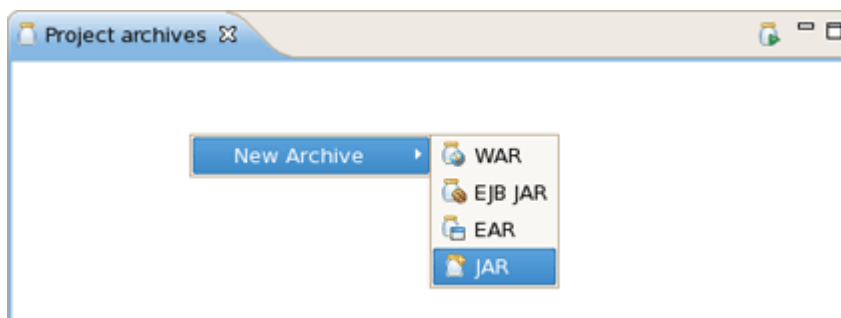 Project archives
New Archive
WAR
EJB JAR
EAR
JAR